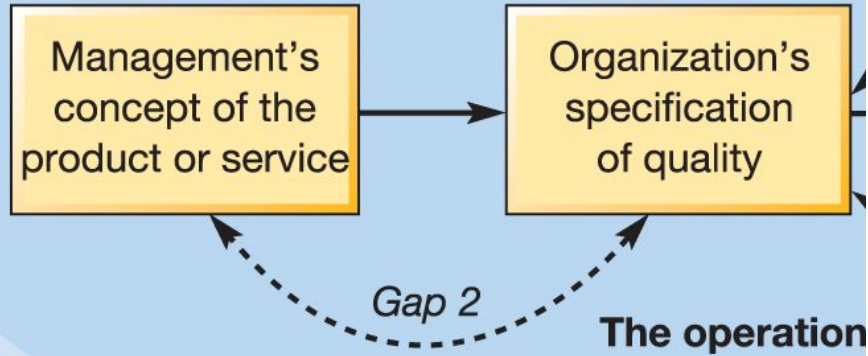 Management's
concept of the
product or service
Organization's
specification
of quality
Gap 2
The operation